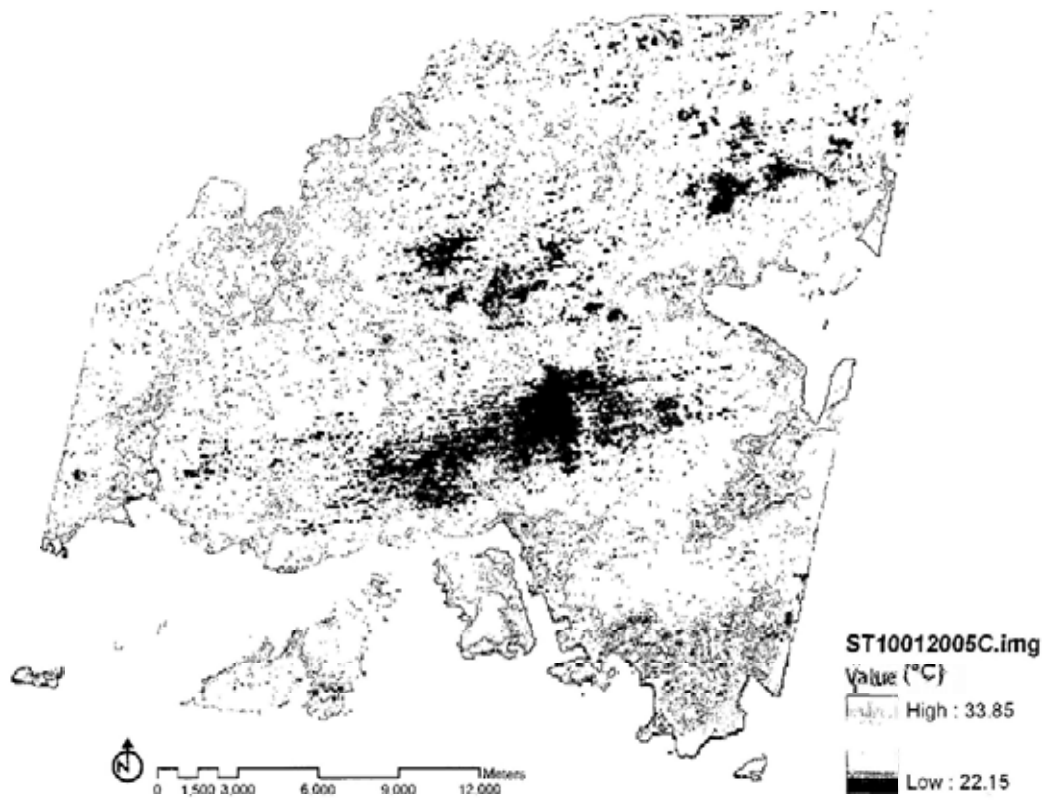 ST10012005C.img
Value (°C)
High : 33.85
Low : 22.15
N
Meters
0 1,500 3,000 6,000 9,000 12,000